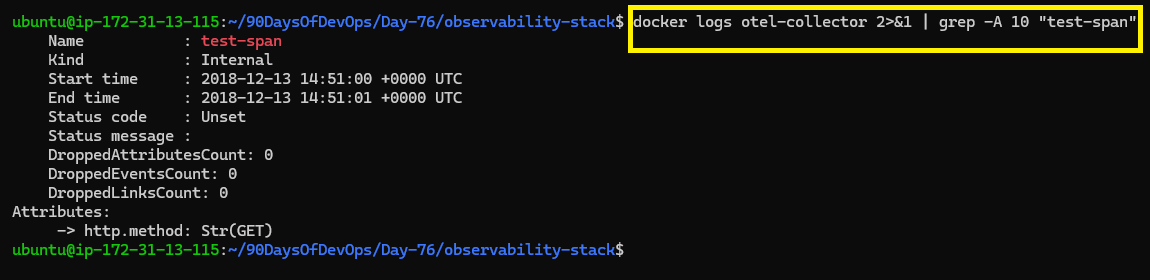 ubuntu@ip-172-31-13-115:~/90DaysOfDevOps/Day-76/observability-stack$ docker logs otel-collector 2>&1 | grep -A 10 "test-span"
    Name           : test-span
    Kind           : Internal
    Start time     : 2018-12-13 14:51:00 +0000 UTC
    End time       : 2018-12-13 14:51:01 +0000 UTC
    Status code    : Unset
    Status message :
    DroppedAttributesCount: 0
    DroppedEventsCount: 0
    DroppedLinksCount: 0
Attributes:
     -> http.method: Str(GET)
ubuntu@ip-172-31-13-115:~/90DaysOfDevOps/Day-76/observability-stack$